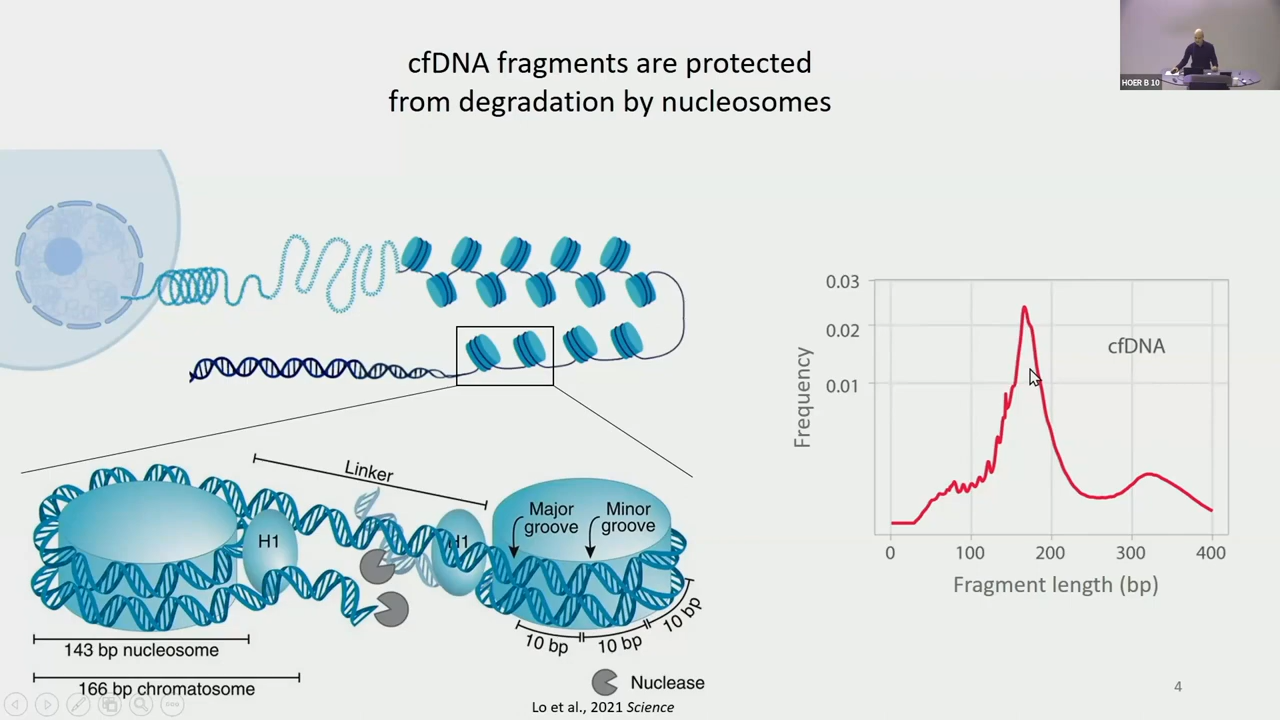 cfDNA fragments are protected
from degradation by nucleosomes
HOER B 10
Linker
H1
H1
Major
groove
Minor
groove
10 bp
10 bp
10 bp
143 bp nucleosome
166 bp chromatosome
Nuclease
Lo et al., 2021 Science
0.03
0.02
0.01
Frequency
cfDNA
0
100
200
300
400
Fragment length (bp)
4